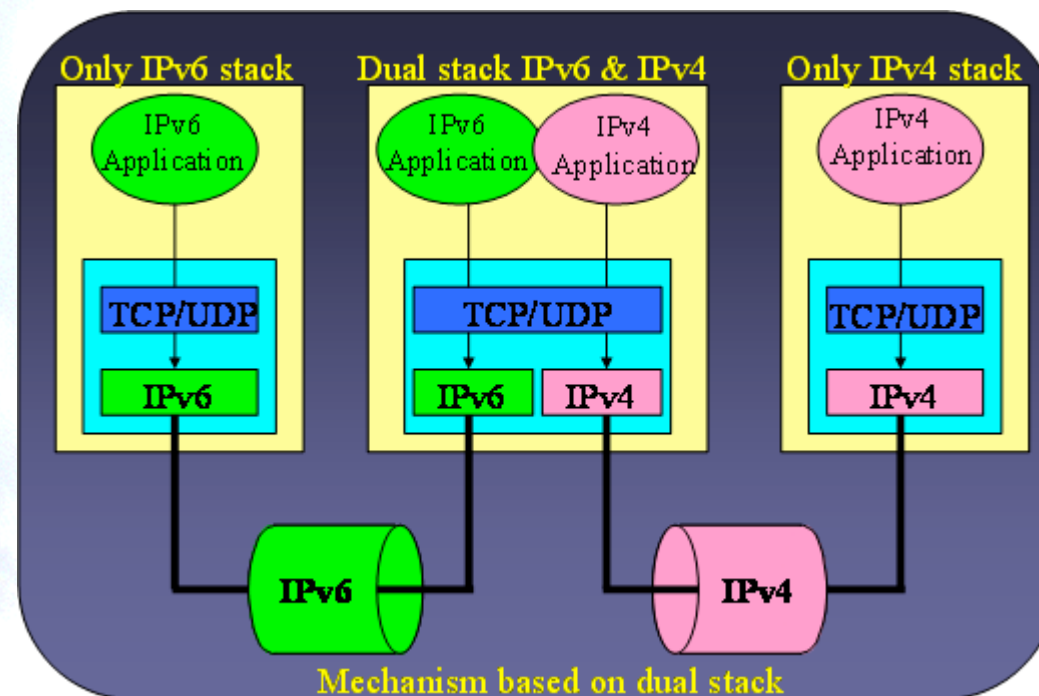 Only IPv6 stack
Dual stack IPv6 & IPv4
Only IPv4 stack
IPv6
Application
IPv6
Application
IPv4
Application
IPv4
Application
TCP/UDP
TCP/UDP
TCP/UDP
IPv6
IPv6
IPv4
IPv4
IPv6
IPv4
Mechanism based on dual stack